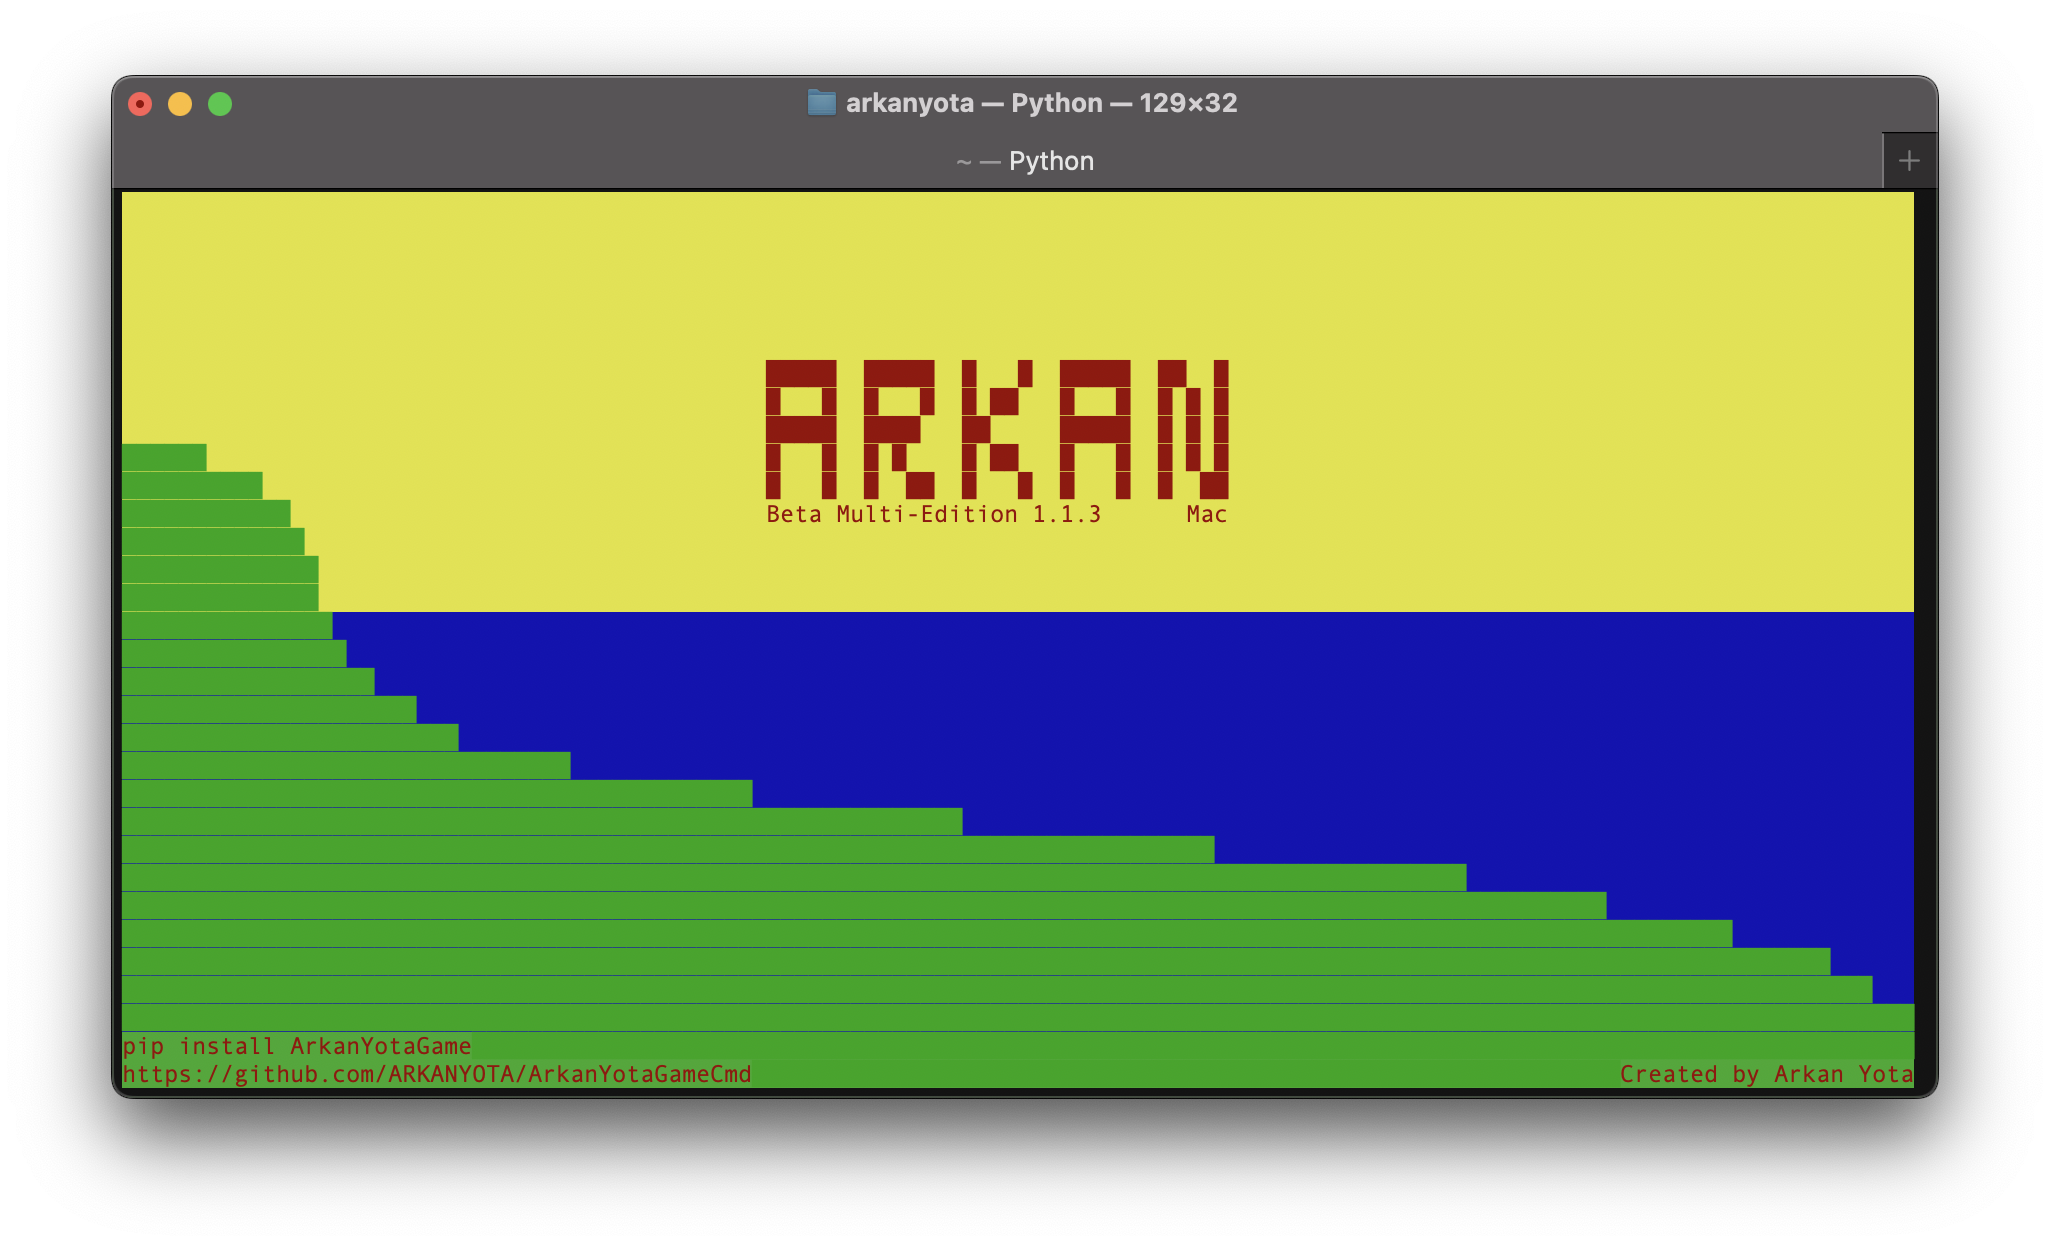 arkanyota — Python — 129×32
~ — Python
ARKAN
Beta Multi-Edition 1.1.3 Mac
pip install ArkanYotaGame
https://github.com/ARKANYOTA/ArkanYotaGameCmd Created by Arkan Yota